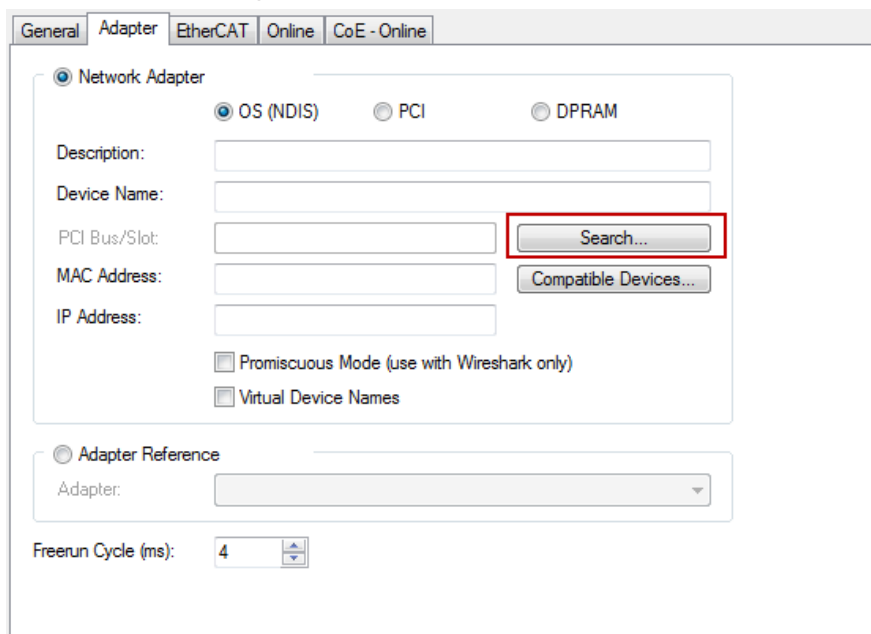 General Adapter EtherCAT Online CoE - Online
Network Adapter
OS (NDIS) PCI DPRAM
Description:
Device Name:
PCI Bus/Slot: Search...
MAC Address: Compatible Devices...
IP Address:
Promiscuous Mode (use with Wireshark only)
Virtual Device Names
Adapter Reference
Adapter:
Freerun Cycle (ms): 4